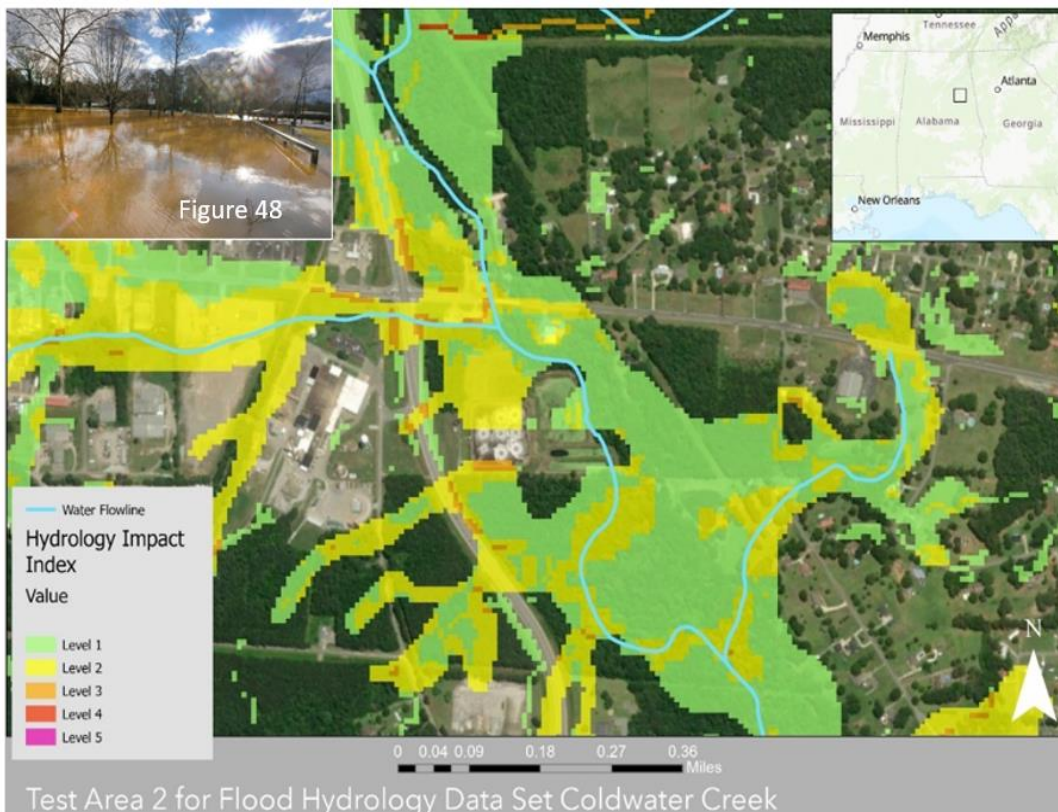 Figure 48
Tennessee
Memphis
Atlanta
Mississippi
Alabama
Georgia
New Orleans
Water Flowline
Hydrology Impact
Index
Value
Level 1
Level 2
Level 3
Level 4
Level 5
N
0 0.04 0.09 0.18 0.27 0.36
Miles
Test Area 2 for Flood Hydrology Data Set Coldwater Creek